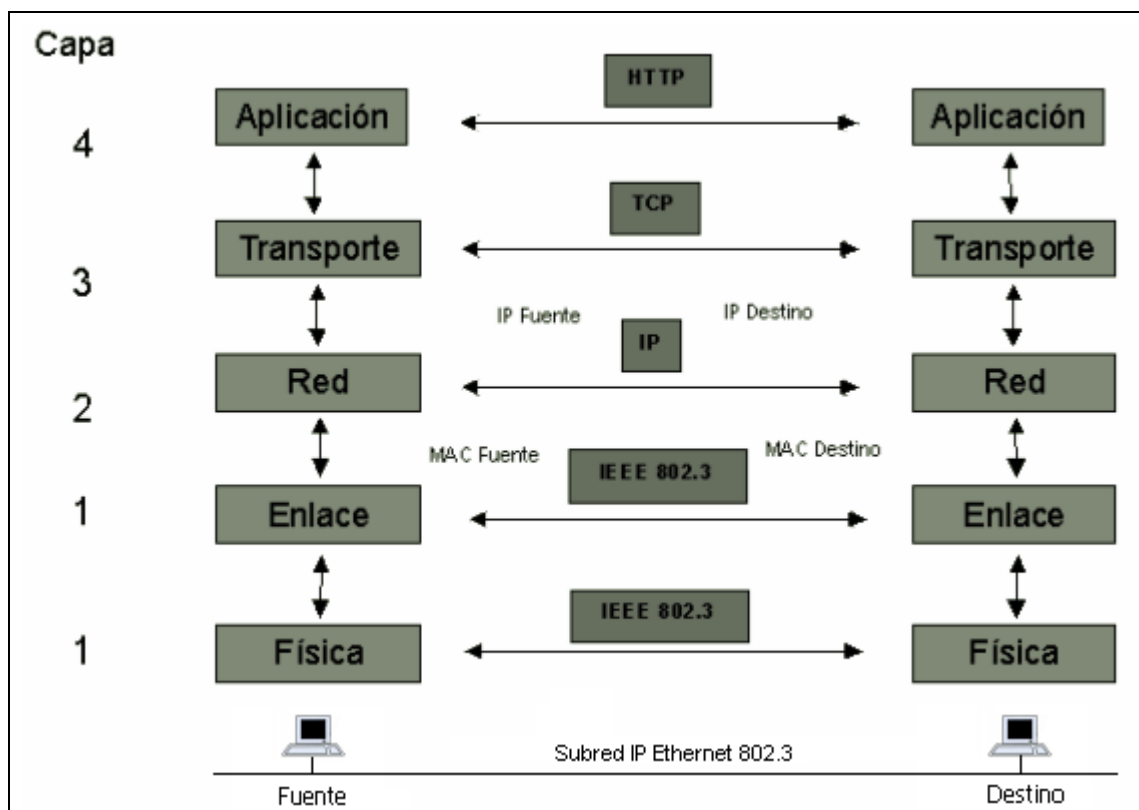 Capa
HTTP
4 Aplicación Aplicación
TCP
3 Transporte Transporte
IP Fuente IP Destino
IP
2 Red Red
MAC Fuente MAC Destino
IEEE 802.3
1 Enlace Enlace
IEEE 802.3
1 Física Física
Subred IP Ethernet 802.3
Fuente Destino